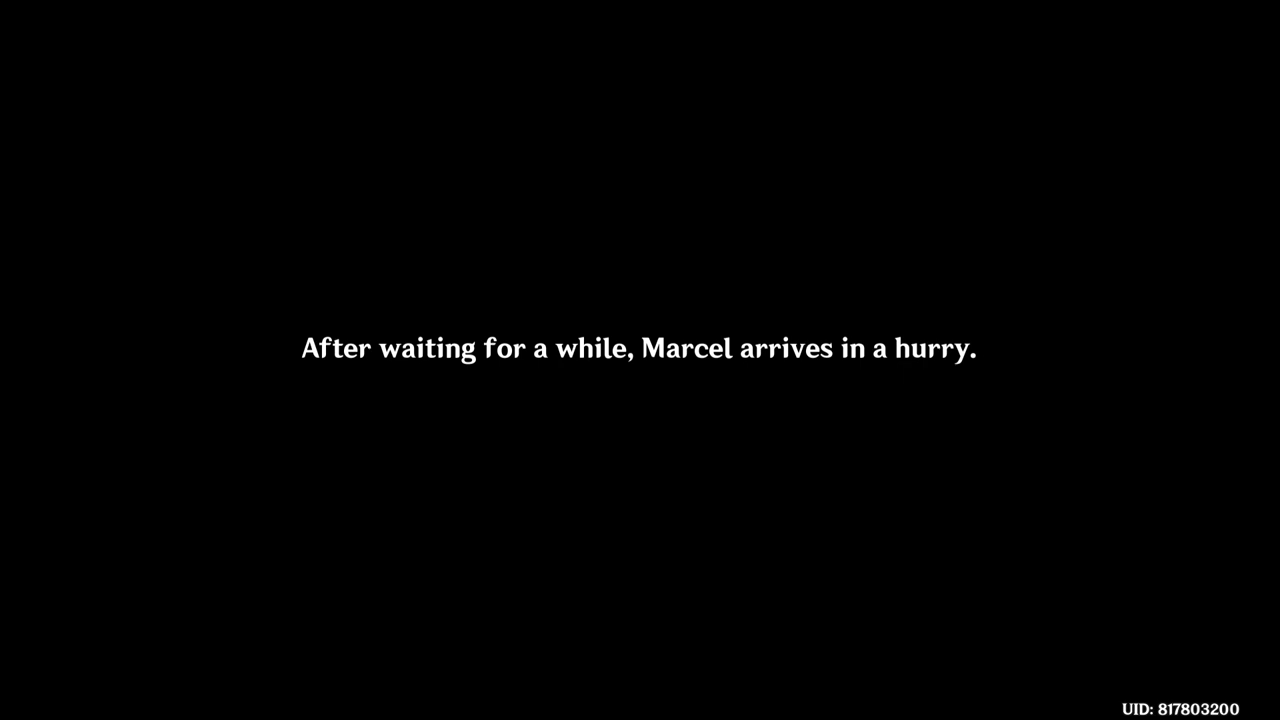 After waiting for a while, Marcel arrives in a hurry.
UID: 817803200